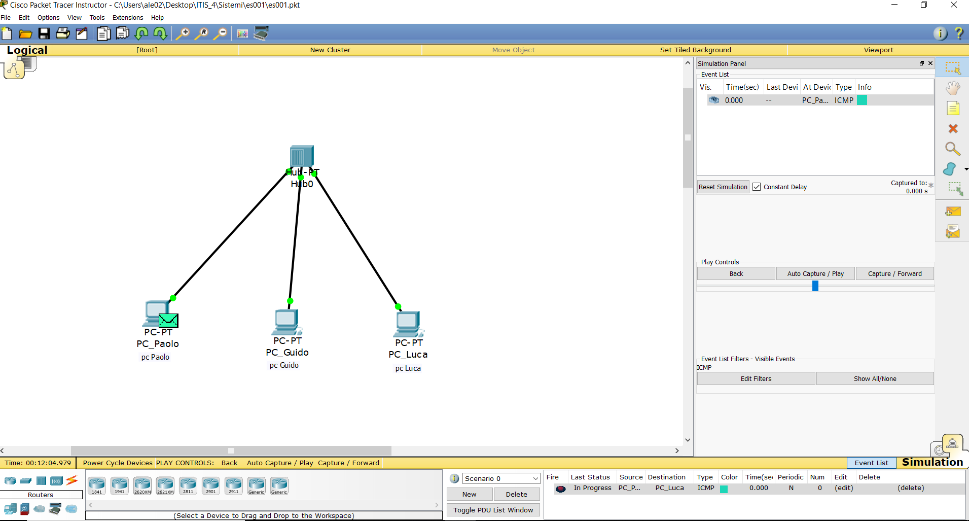 Cisco Packet Tracer Instructor - C:\Users\ale02\Desktop\ITIS_4\Sistemi\es001\es001.pkt
File Edit Options View Tools Extensions Help
Logical [Root] New Cluster Move Object Set Tiled Background Viewport
Simulation Panel
Event List
Vis. Time(sec) Last Devi At Devic Type Info
0.000 -- PC_Pa... ICMP
Reset Simulation Constant Delay Captured to: *
0.000 s
Play Controls
Back Auto Capture / Play Capture / Forward
Event List Filters - Visible Events
ICMP
Edit Filters Show All/None
Hub-PT
Hub0
PC-PT
PC_Paolo
pc Paolo
PC-PT
PC_Guido
pc Guido
PC-PT
PC_Luca
pc Luca
Time: 00:12:04.979 Power Cycle Devices PLAY CONTROLS: Back Auto Capture / Play Capture / Forward Event List Simulation
Routers
1841 1941 2620XM 2621XM 2811 2901 2911 Generic Generic
(Select a Device to Drag and Drop to the Workspace)
Scenario 0
New Delete
Toggle PDU List Window
Fire Last Status Source Destination Type Color Time(sec Periodic Num Edit Delete
In Progress PC_P... PC_Luca ICMP 0.000 N 0 (edit) (delete)